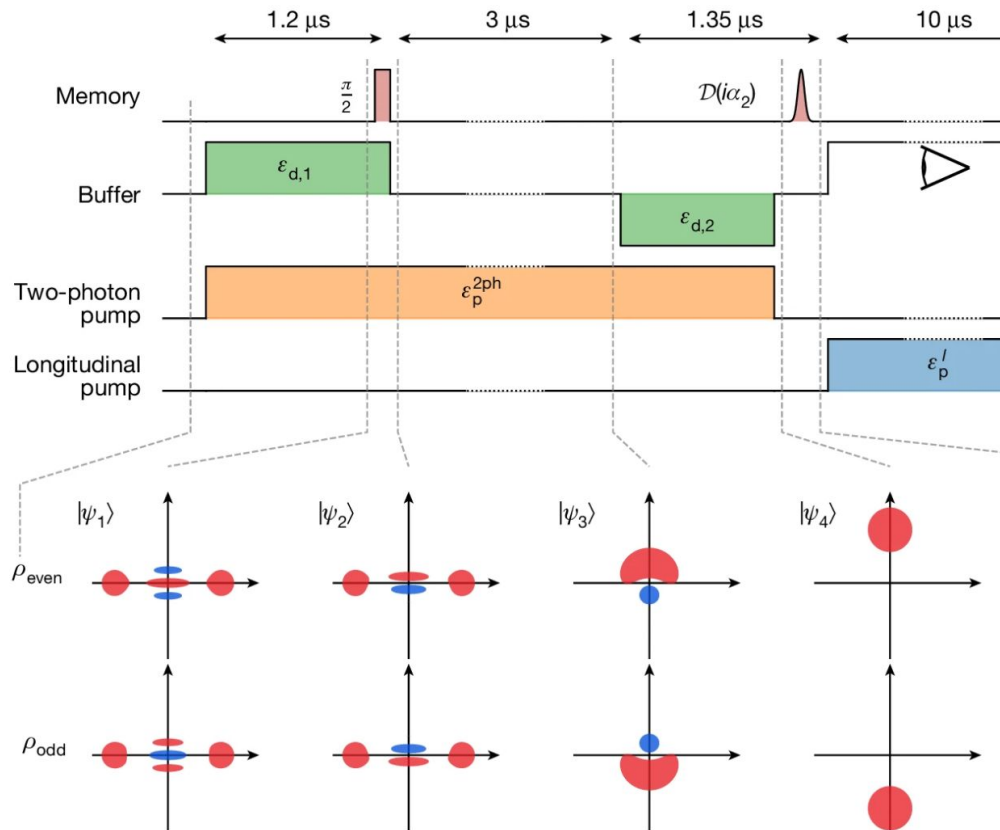 1.2 μs 3 μs 1.35 μs 10 μs
Memory π/2 𝒟(iα₂)
Buffer ε_d,1 ε_d,2
Two-photon pump ε_p^2ph
Longitudinal pump ε_p^l
|ψ₁⟩ |ψ₂⟩ |ψ₃⟩ |ψ₄⟩
ρ_even
ρ_odd